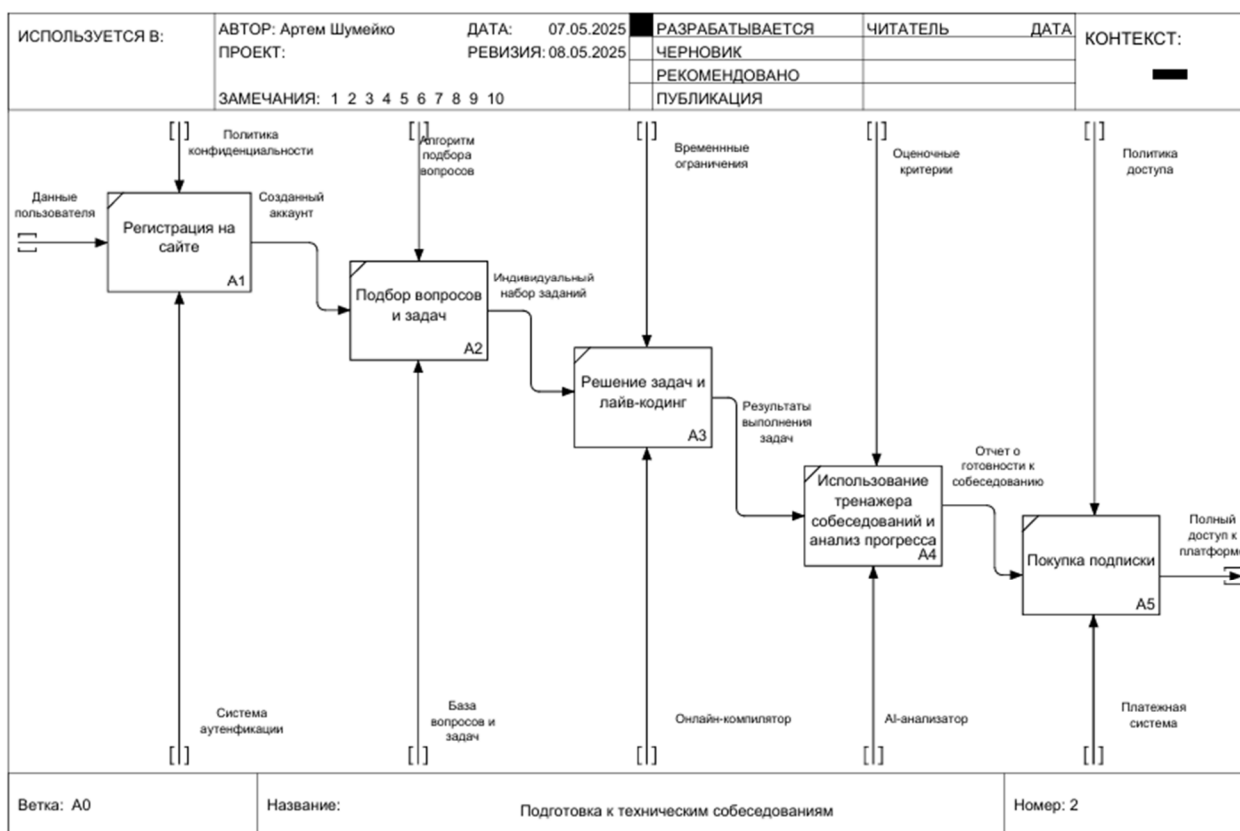 ИСПОЛЬЗУЕТСЯ В:
АВТОР: Артем Шумейко
ДАТА: 07.05.2025
ПРОЕКТ:
РЕВИЗИЯ: 08.05.2025
ЗАМЕЧАНИЯ: 1 2 3 4 5 6 7 8 9 10
РАЗРАБАТЫВАЕТСЯ
ЧЕРНОВИК
РЕКОМЕНДОВАНО
ПУБЛИКАЦИЯ
ЧИТАТЕЛЬ
ДАТА
КОНТЕКСТ:
Политика
конфиденциальности
Алгоритм
подбора
вопросов
Временнные
ограничения
Оценочные
критерии
Политика
доступа
Данные
пользователя
Регистрация на
сайте
A1
Созданный
аккаунт
Подбор вопросов
и задач
A2
Индивидуальный
набор заданий
Решение задач и
лайв-кодинг
A3
Результаты
выполнения
задач
Использование
тренажера
собеседований и
анализ прогресса
A4
Отчет о
готовности к
собеседованию
Покупка подписки
A5
Полный
доступ к
платформе
Система
аутенфикации
База
вопросов и
задач
Онлайн-компилятор
AI-анализатор
Платежная
система
Ветка: A0
Название:
Подготовка к техническим собеседованиям
Номер: 2